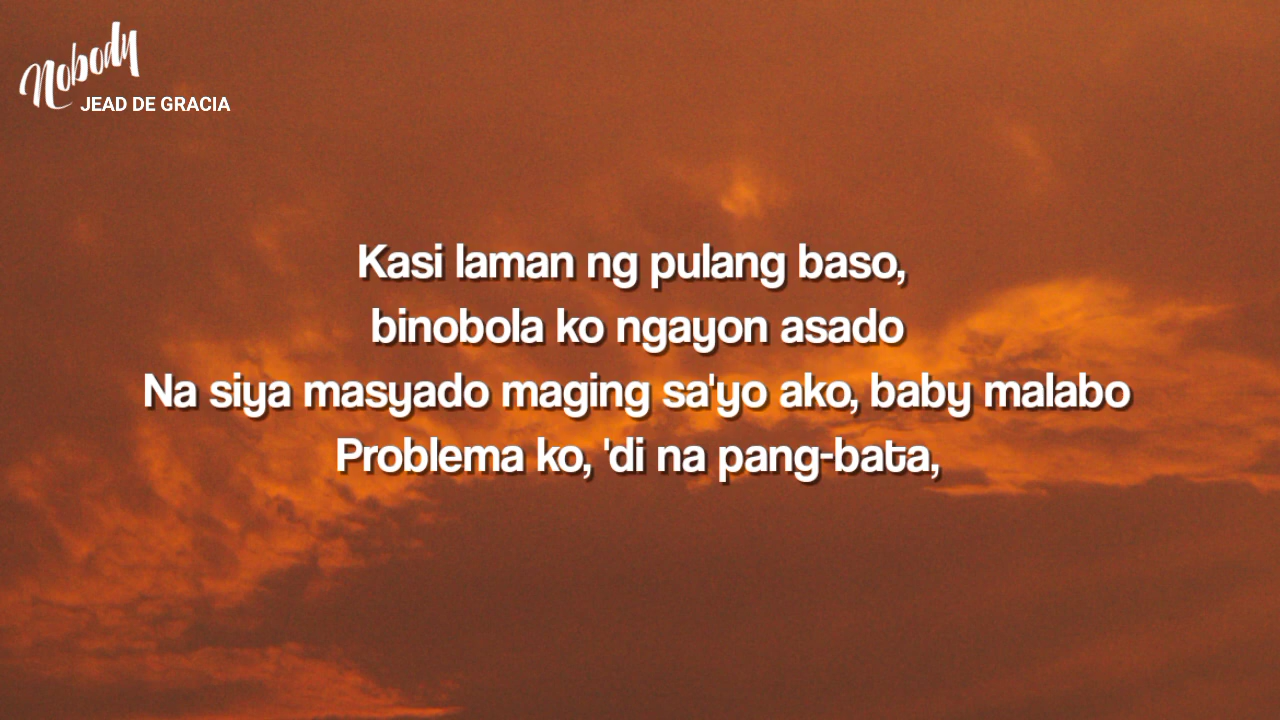 Nobody
JEAD DE GRACIA
Kasi laman ng pulang baso,
binobola ko ngayon asado
Na siya masyado maging sa'yo ako, baby malabo
Problema ko, 'di na pang-bata,